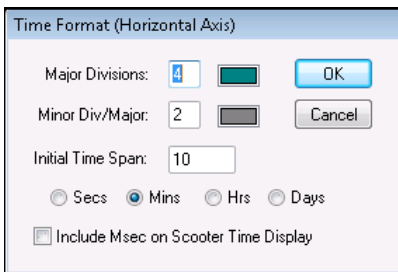 Time Format (Horizontal Axis)
Major Divisions: 4 OK
Minor Div/Major: 2 Cancel
Initial Time Span: 10
Secs Mins Hrs Days
Include Msec on Scooter Time Display